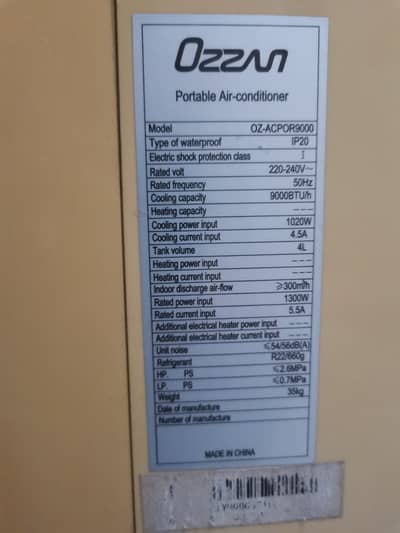 OZZAN
Portable Air-conditioner
Model OZ-ACPOR9000
Type of waterproof IP20
Electric shock protection class I
Rated volt 220-240V~
Rated frequency 50Hz
Cooling capacity 9000BTU/h
Heating capacity ---
Cooling power input 1020W
Cooling current input 4.5A
Tank volume 4L
Heating power input ---
Heating current input ---
Indoor discharge air-flow ≥300m³/h
Rated power input 1300W
Rated current input 5.5A
Additional electrical heater power input ---
Additional electrical heater current input ---
Unit noise ≤54/56dB(A)
Refrigerant R22/660g
HP. PS ≤2.6MPa
LP. PS ≤0.7MPa
Weight 35kg
Date of manufacture
Number of manufacture
MADE IN CHINA